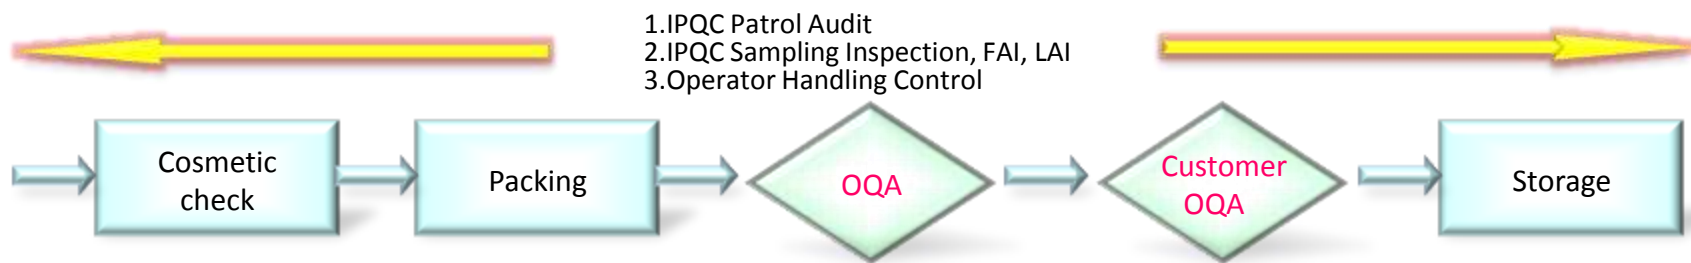 1.IPQC Patrol Audit
2.IPQC Sampling Inspection, FAI, LAI
3.Operator Handling Control
Cosmetic
check
Packing
OQA
Customer
OQA
Storage